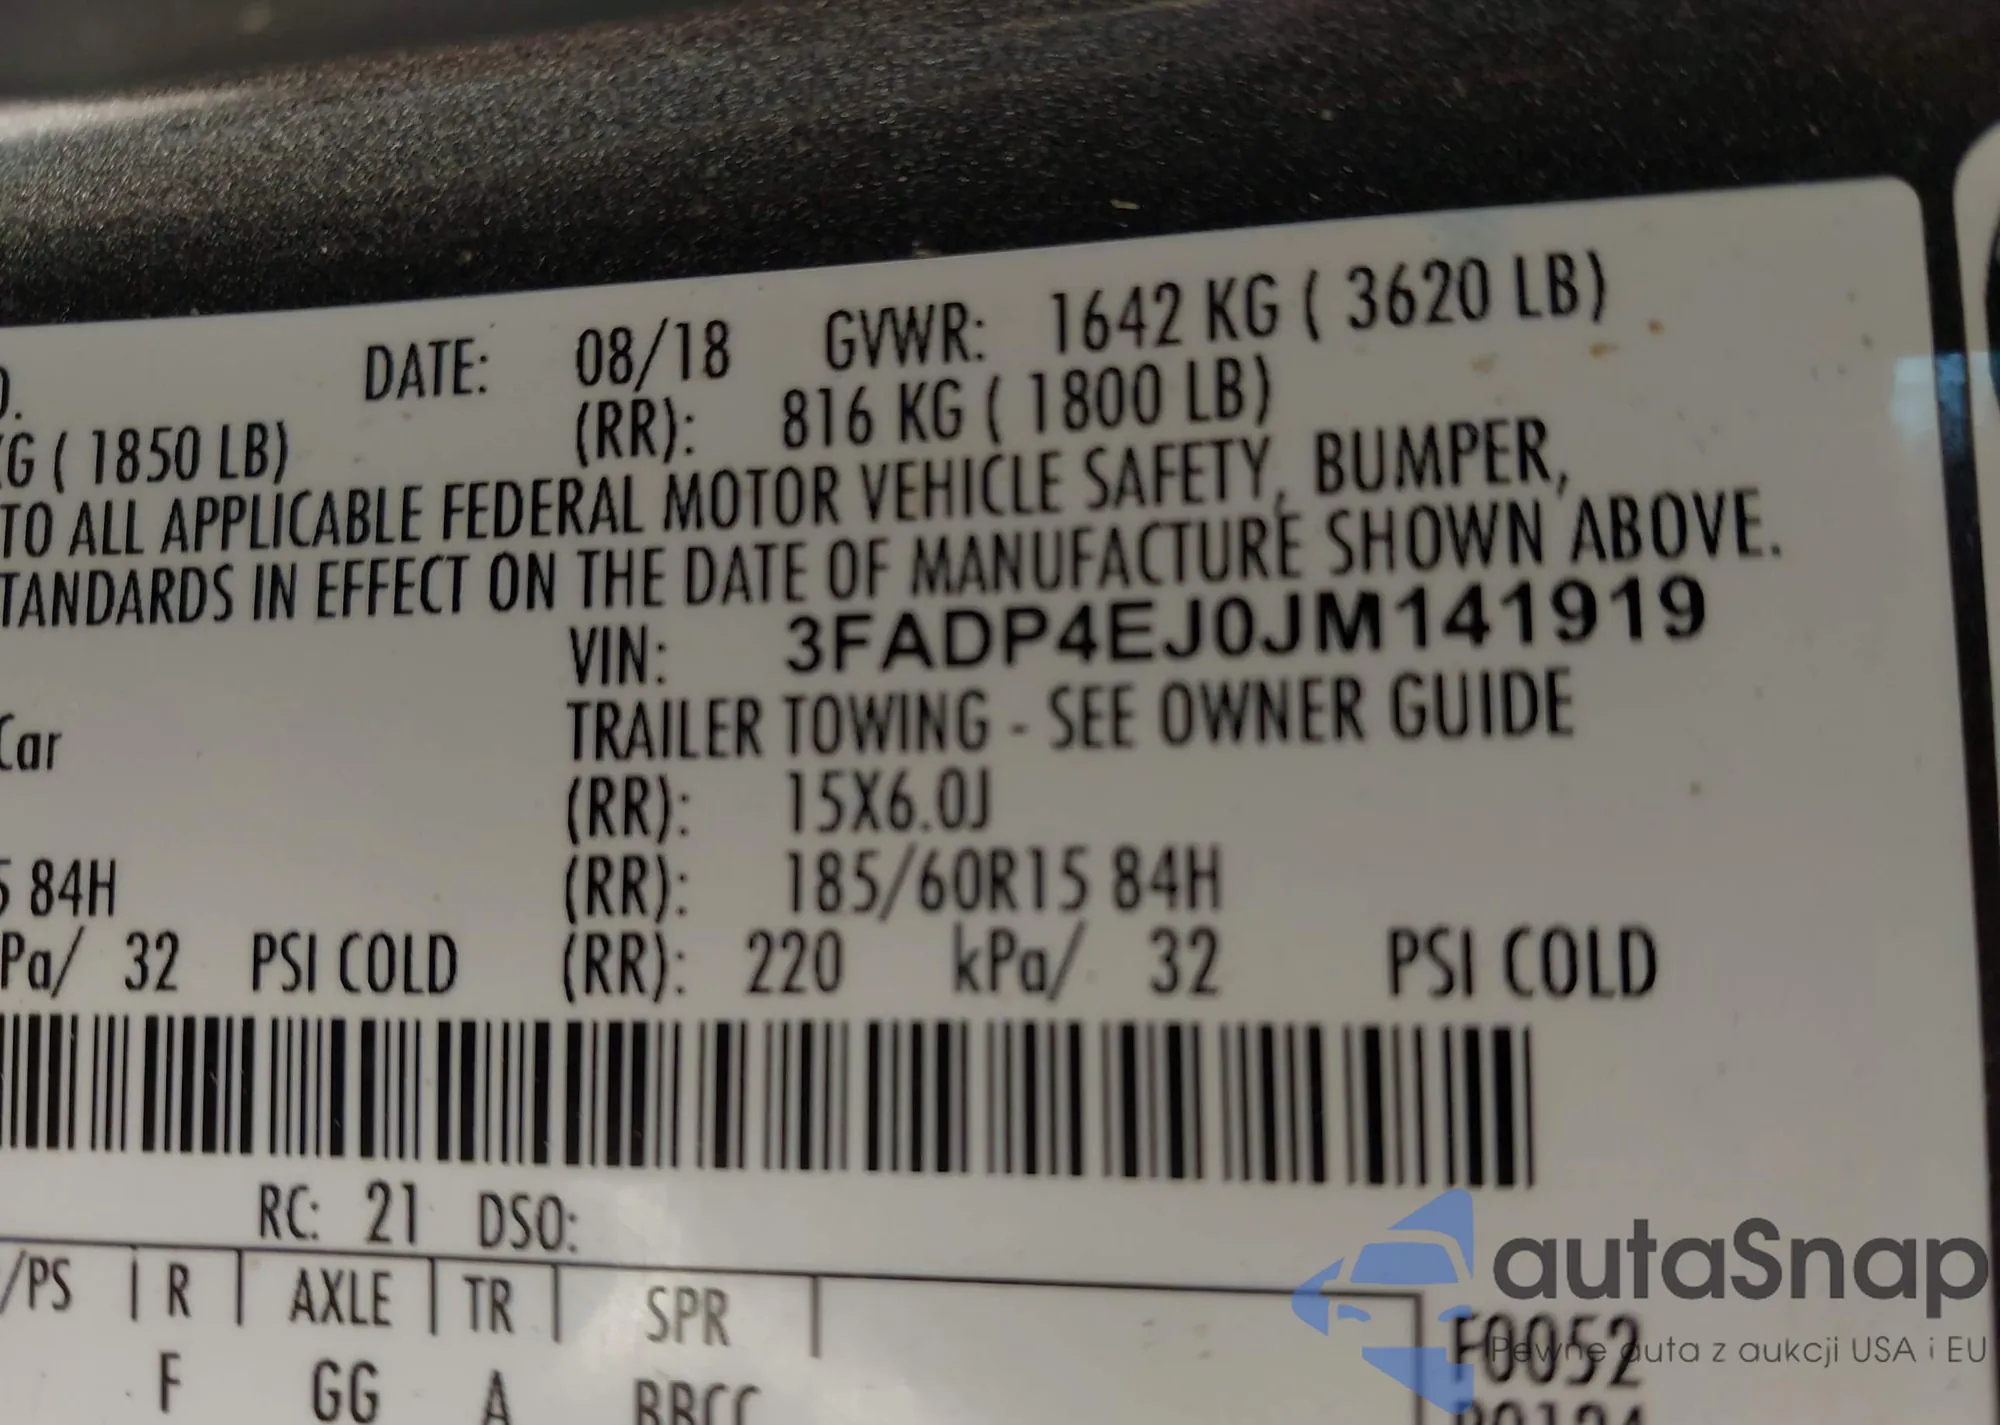 DATE: 08/18 GVWR: 1642 KG ( 3620 LB)
KG ( 1850 LB) (RR): 816 KG ( 1800 LB)
TO ALL APPLICABLE FEDERAL MOTOR VEHICLE SAFETY, BUMPER,
TANDARDS IN EFFECT ON THE DATE OF MANUFACTURE SHOWN ABOVE.
VIN: 3FADP4EJ0JM141919
Car TRAILER TOWING - SEE OWNER GUIDE
(RR): 15X6.0J
5 84H (RR): 185/60R15 84H
Pa/ 32 PSI COLD (RR): 220 kPa/ 32 PSI COLD
RC: 21 DSO:
/PS R AXLE TR SPR
F GG A BBCC
autaSnap
F0052
Pewne auta z aukcji USA i EU